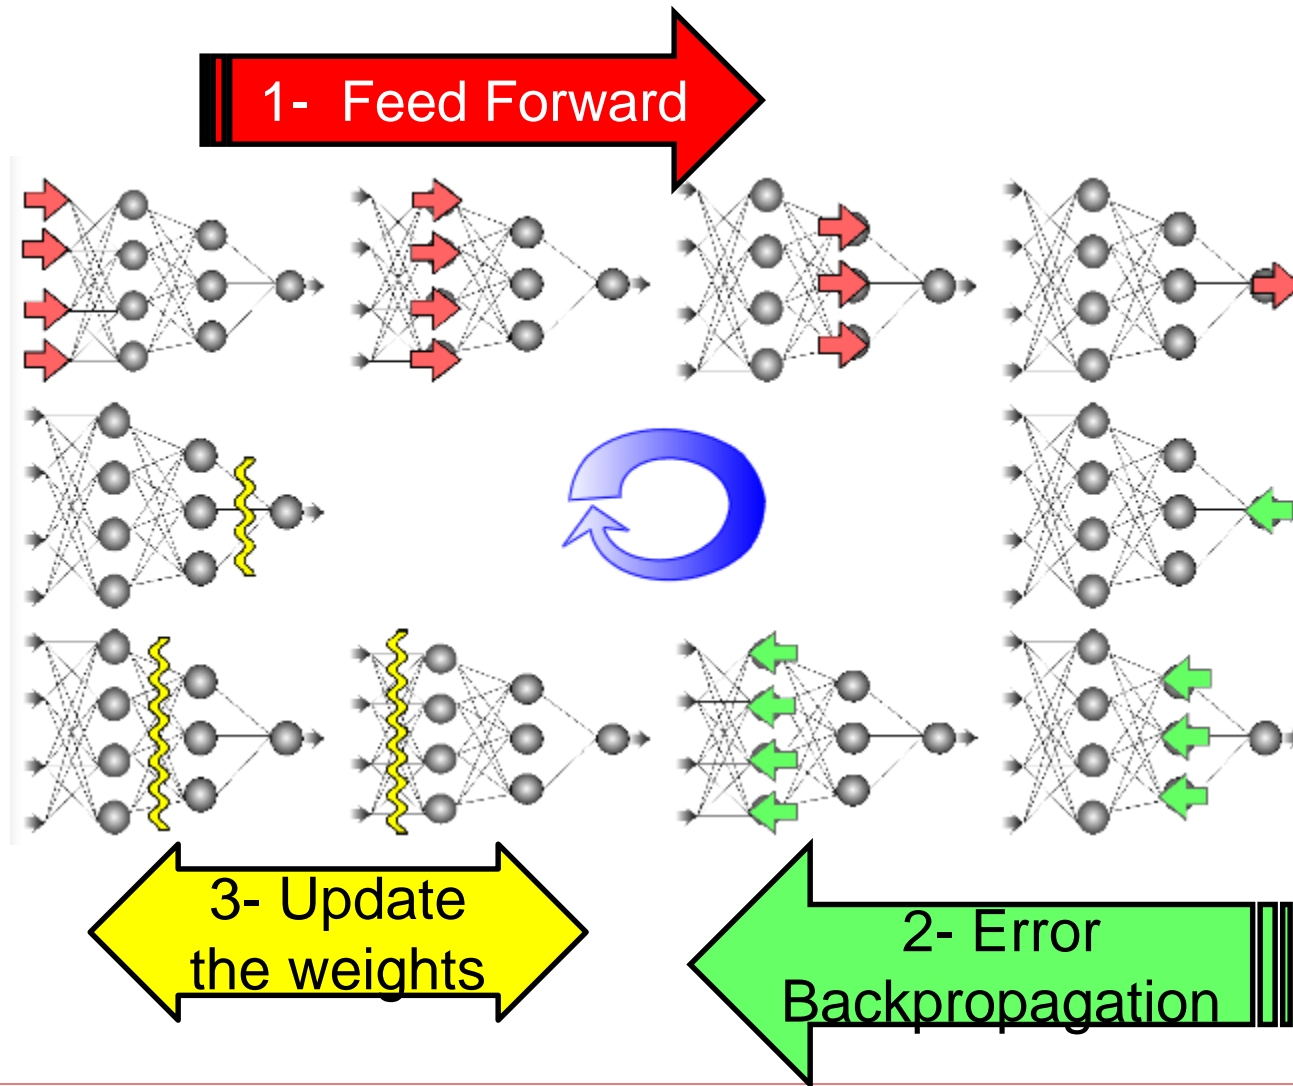 1- Feed Forward
3- Update
the weights
2- Error
Backpropagation